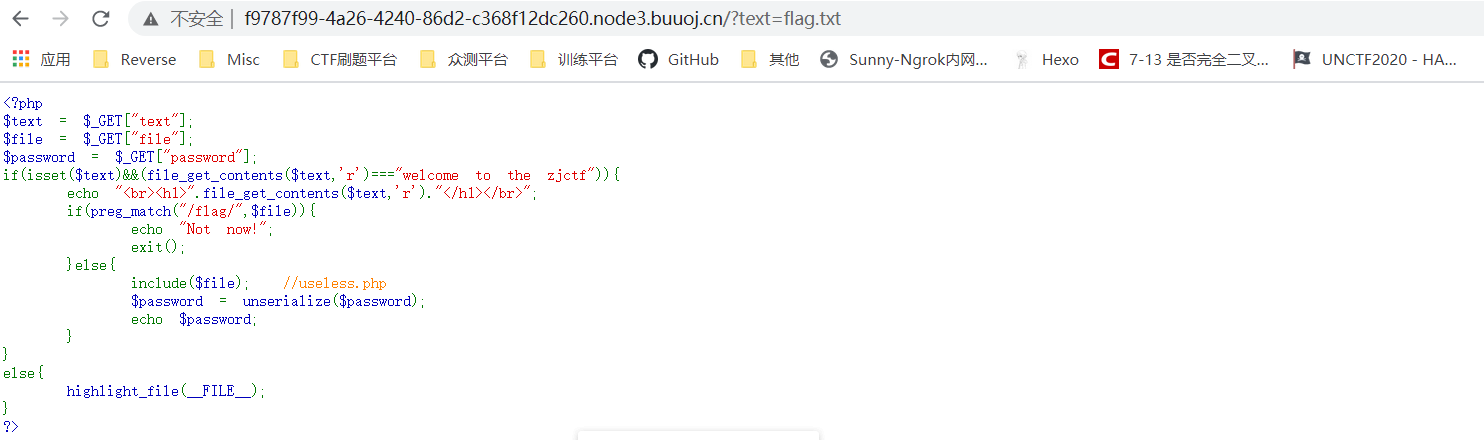 不安全 | f9787f99-4a26-4240-86d2-c368f12dc260.node3.buuoj.cn/?text=flag.txt
应用 Reverse Misc CTF刷题平台 众测平台 训练平台 GitHub 其他 Sunny-Ngrok内网... Hexo C 7-13 是否完全二叉... UNCTF2020 - HA...
<?php
$text = $_GET["text"];
$file = $_GET["file"];
$password = $_GET["password"];
if(isset($text)&&(file_get_contents($text,'r')==="welcome to the zjctf")){
echo "<br><h1>".file_get_contents($text,'r')."</h1></br>";
if(preg_match("/flag/",$file)){
echo "Not now!";
exit();
}else{
include($file); //useless.php
$password = unserialize($password);
echo $password;
}
}
else{
highlight_file(__FILE__);
}
?>